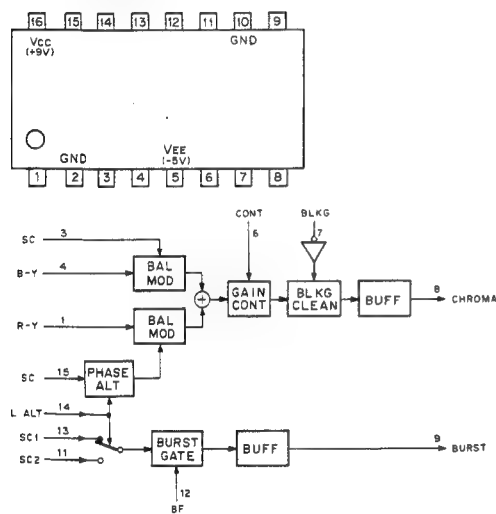 16 15 14 13 12 11 10 9
VCC GND
(+9V)
VEE
GND (-5V)
1 2 3 4 5 6 7 8
CONT BLKG
SC 3 6 7
B-Y 4 BAL MOD + GAIN CONT BLKG CLEAN BUFF 8 CHROMA
R-Y 1 BAL MOD
SC 15 PHASE ALT
L ALT 14
SC1 13 BURST GATE BUFF 9 BURST
SC2 11
12
BF